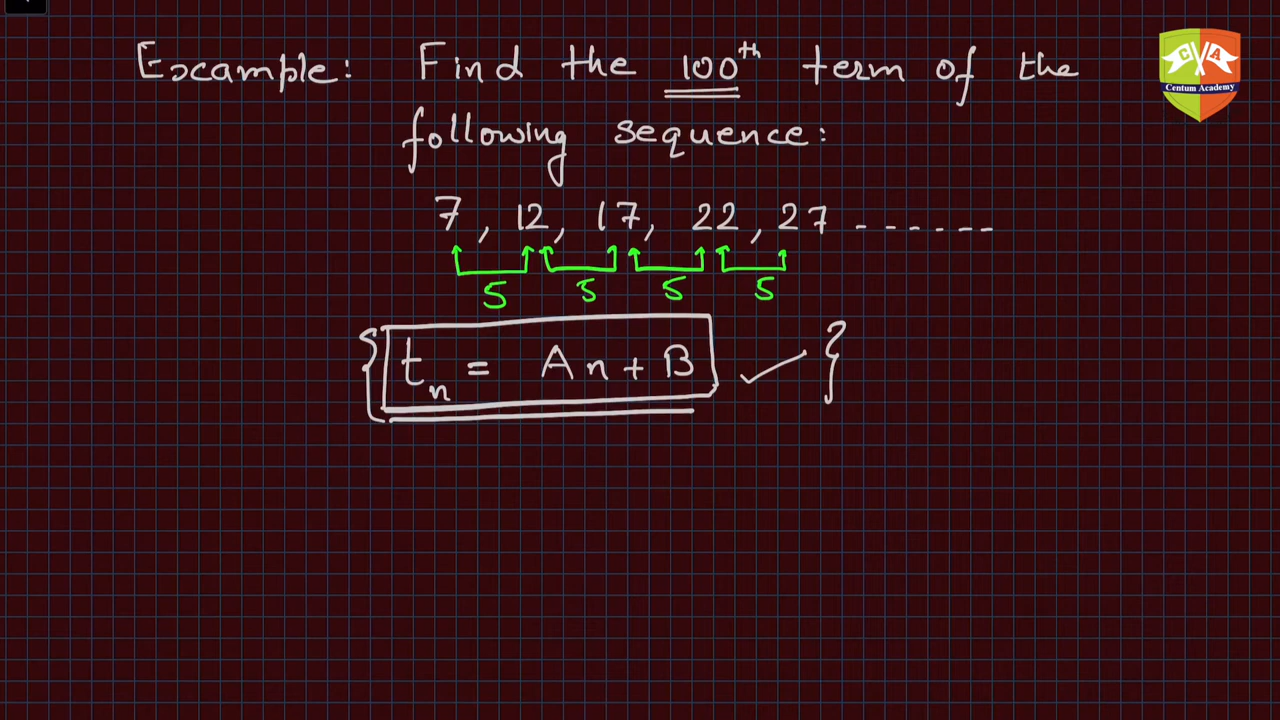 Example: Find the 100th term of the
following sequence:
7, 12, 17, 22, 27 ------
5 5 5 5
{ tn = An + B ✓ }
C A
Centum Academy